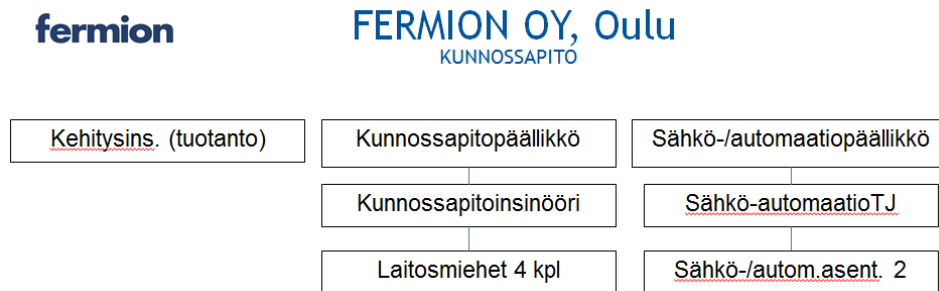 fermion
FERMION OY, Oulu
KUNNOSSAPITO
Kehitysins. (tuotanto)
Kunnossapitopäällikkö
Sähkö-/automaatiopäällikkö
Kunnossapitoinsinööri
Sähkö-automaatioTJ
Laitosmiehet 4 kpl
Sähkö-/autom.asent. 2